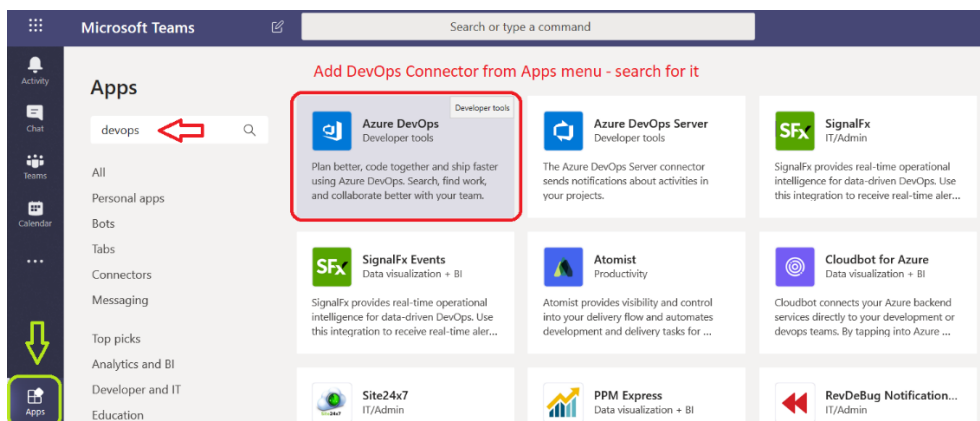 Microsoft Teams
Search or type a command
Activity
Chat
Teams
Calendar
Apps
Apps
devops
All
Personal apps
Bots
Tabs
Connectors
Messaging
Top picks
Analytics and BI
Developer and IT
Education
Add DevOps Connector from Apps menu - search for it
Developer tools
Azure DevOps
Developer tools
Plan better, code together and ship faster
using Azure DevOps. Search, find work,
and collaborate better with your team.
Azure DevOps Server
Developer tools
The Azure DevOps Server connector
sends notifications about activities in
your projects.
SFx
SignalFx
IT/Admin
SignalFx provides real-time operational
intelligence for data-driven DevOps. Use
this integration to receive real-time aler...
SFx
SignalFx Events
Data visualization + BI
SignalFx provides real-time operational
intelligence for data-driven DevOps. Use
this integration to receive real-time aler...
Atomist
Productivity
Atomist provides visibility and control
into your delivery flow and automates
development and delivery tasks for ...
Cloudbot for Azure
Data visualization + BI
Cloudbot connects your Azure backend
services directly to your development or
devops teams. By tapping into Azure ...
Site24x7
Site24x7
IT/Admin
PPM Express
Data visualization + BI
RevDeBug Notification...
IT/Admin